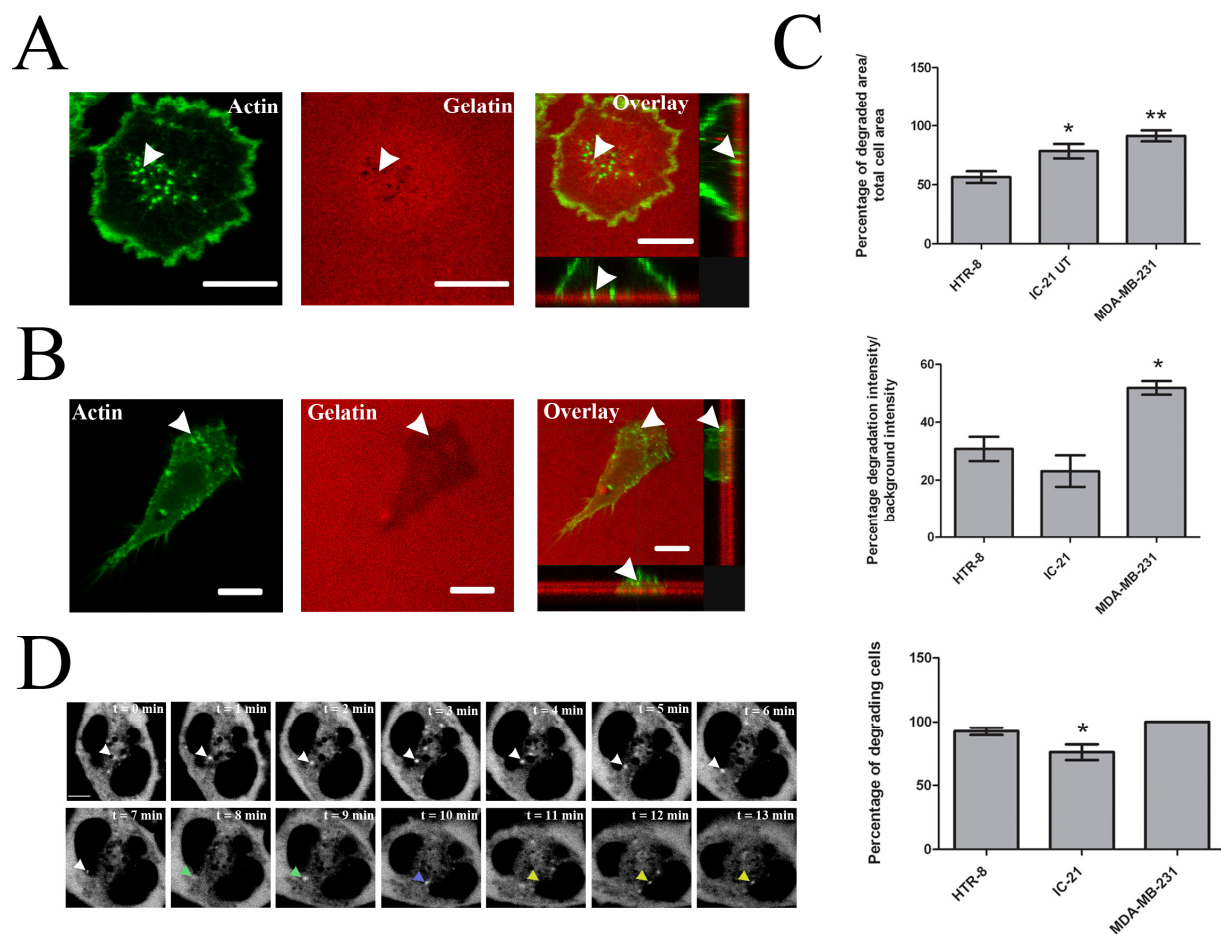 A
Actin
Gelatin
Overlay
B
Actin
Gelatin
Overlay
C
Percentage of degraded area/
total cell area
150
100
50
0
*
**
HTR-8
IC-21 UT
MDA-MB-231
Percentage degradation intensity/
background intensity
60
40
20
0
*
HTR-8
IC-21
MDA-MB-231
Percentage of degrading cells
150
100
50
0
*
HTR-8
IC-21
MDA-MB-231
D
t = 0 min
t = 1 min
t = 2 min
t = 3 min
t = 4 min
t = 5 min
t = 6 min
t = 7 min
t = 8 min
t = 9 min
t = 10 min
t = 11 min
t = 12 min
t = 13 min